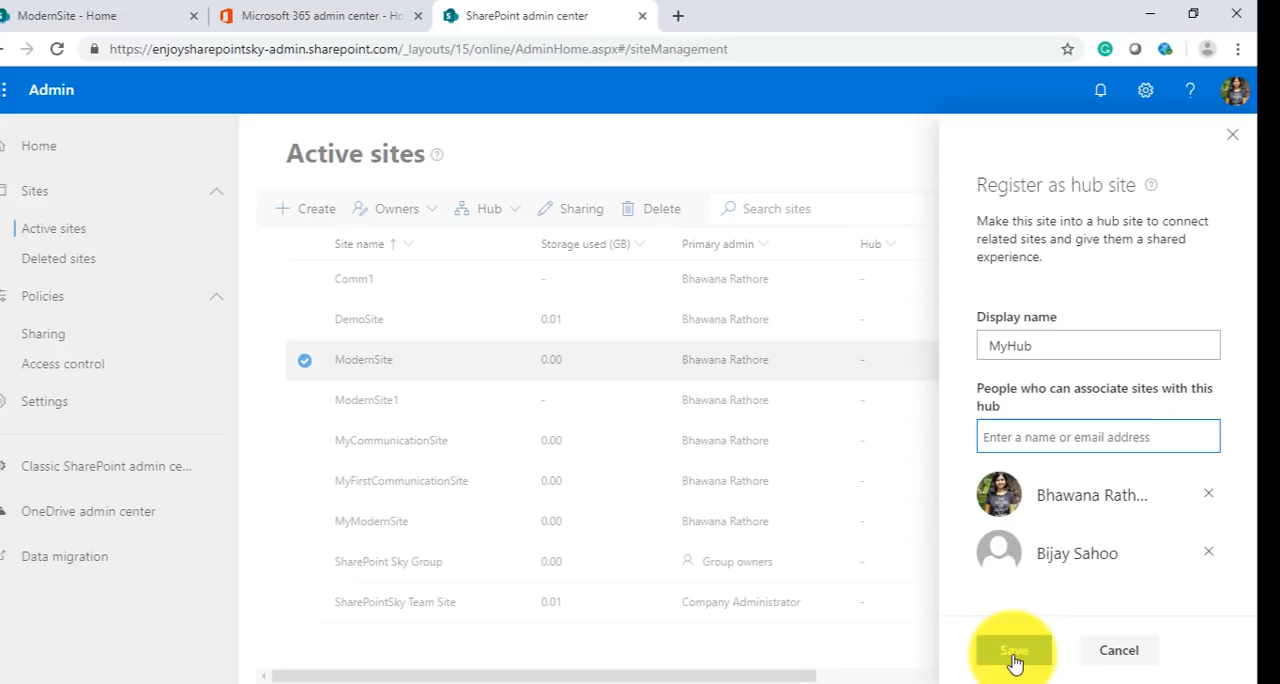 ModernSite - Home
Microsoft 365 admin center - Ho
SharePoint admin center
https://enjoysharepointsky-admin.sharepoint.com/_layouts/15/online/AdminHome.aspx#/siteManagement
Admin
Home
Sites
Active sites
Deleted sites
Policies
Sharing
Access control
Settings
Classic SharePoint admin ce...
OneDrive admin center
Data migration
Active sites
Create Owners Hub Sharing Delete Search sites
Site name Storage used (GB) Primary admin Hub
Comm1 - Bhawana Rathore -
DemoSite 0.01 Bhawana Rathore -
ModernSite 0.00 Bhawana Rathore -
ModernSite1 - Bhawana Rathore -
MyCommunicationSite 0.00 Bhawana Rathore -
MyFirstCommunicationSite 0.00 Bhawana Rathore -
MyModernSite 0.00 Bhawana Rathore -
SharePoint Sky Group 0.00 Group owners -
SharePointSky Team Site 0.01 Company Administrator -
Register as hub site
Make this site into a hub site to connect
related sites and give them a shared
experience.
Display name
MyHub
People who can associate sites with this
hub
Enter a name or email address
Bhawana Rath...
Bijay Sahoo
Save Cancel